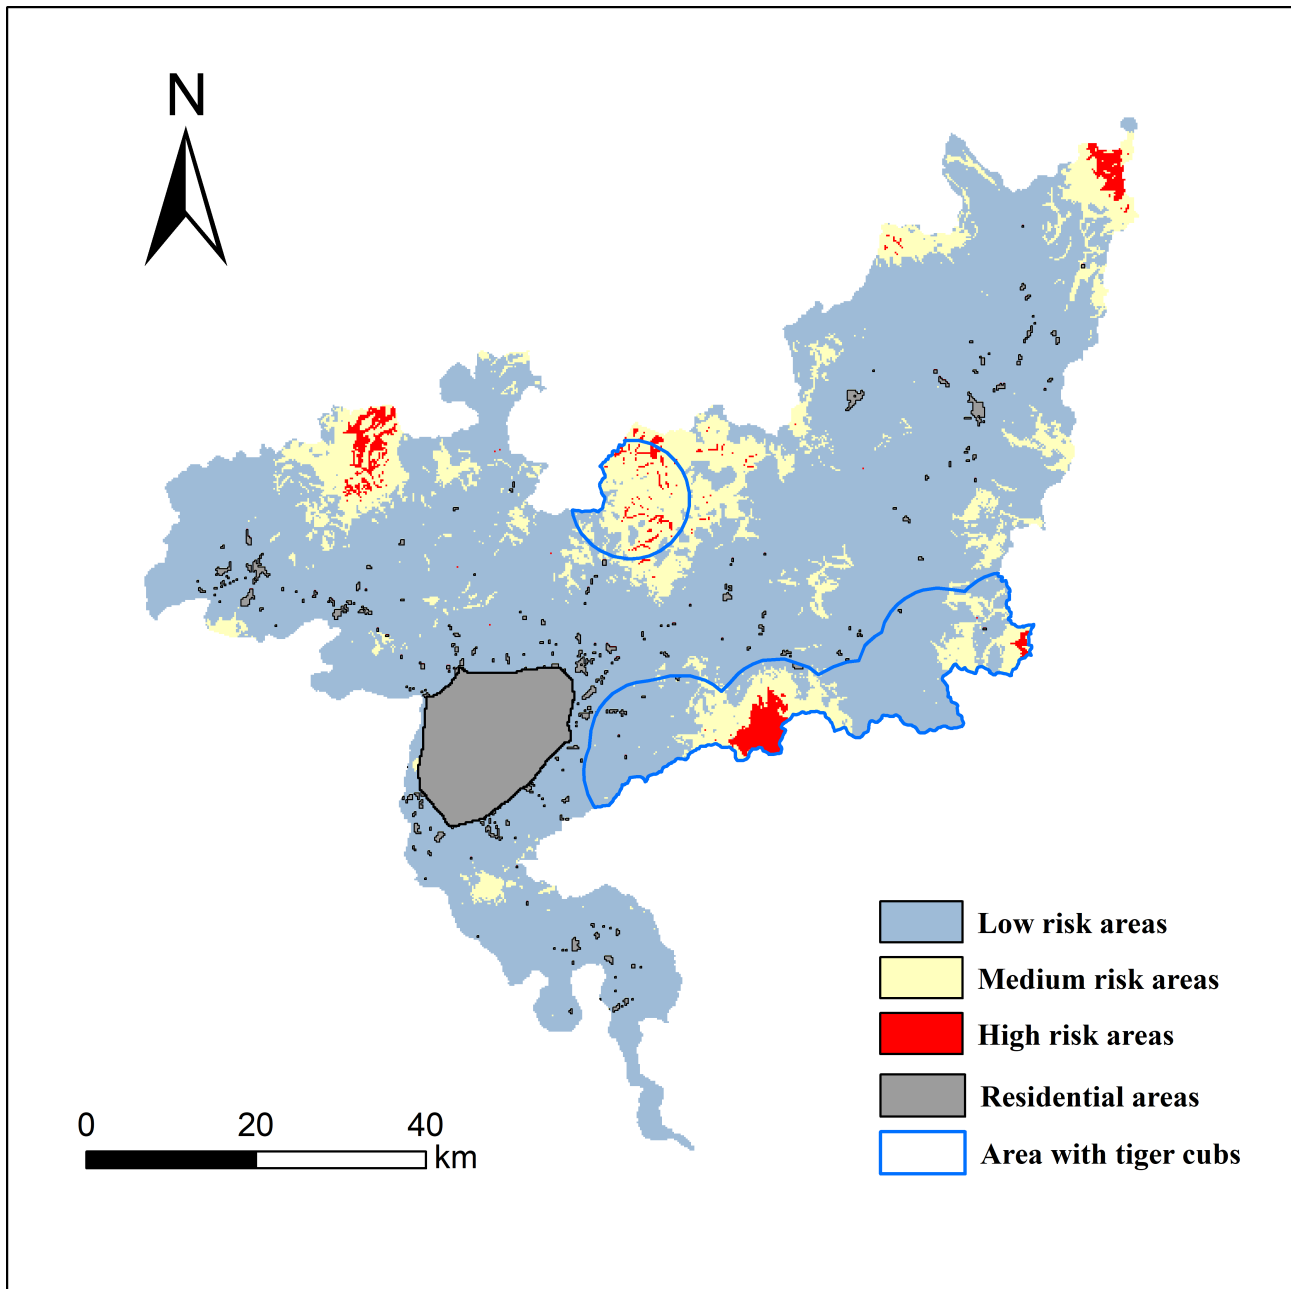 N
Low risk areas
Medium risk areas
High risk areas
Residential areas
Area with tiger cubs
0 20 40
km